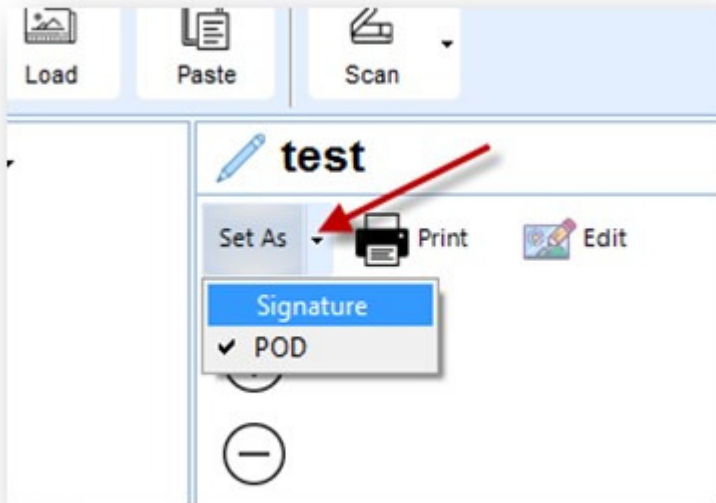 Load Paste Scan
test
Set As Print Edit
Signature
POD